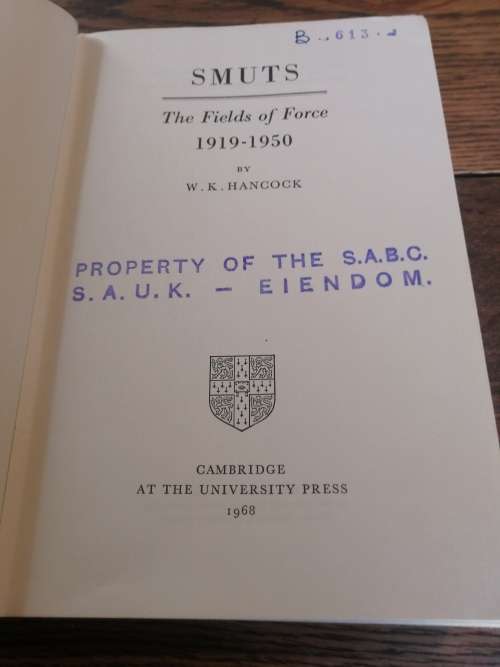 B. 613.
SMUTS
The Fields of Force
1919-1950
BY
W. K. HANCOCK
PROPERTY OF THE S.A.B.C.
S.A.U.K. — EIENDOM.
CAMBRIDGE
AT THE UNIVERSITY PRESS
1968